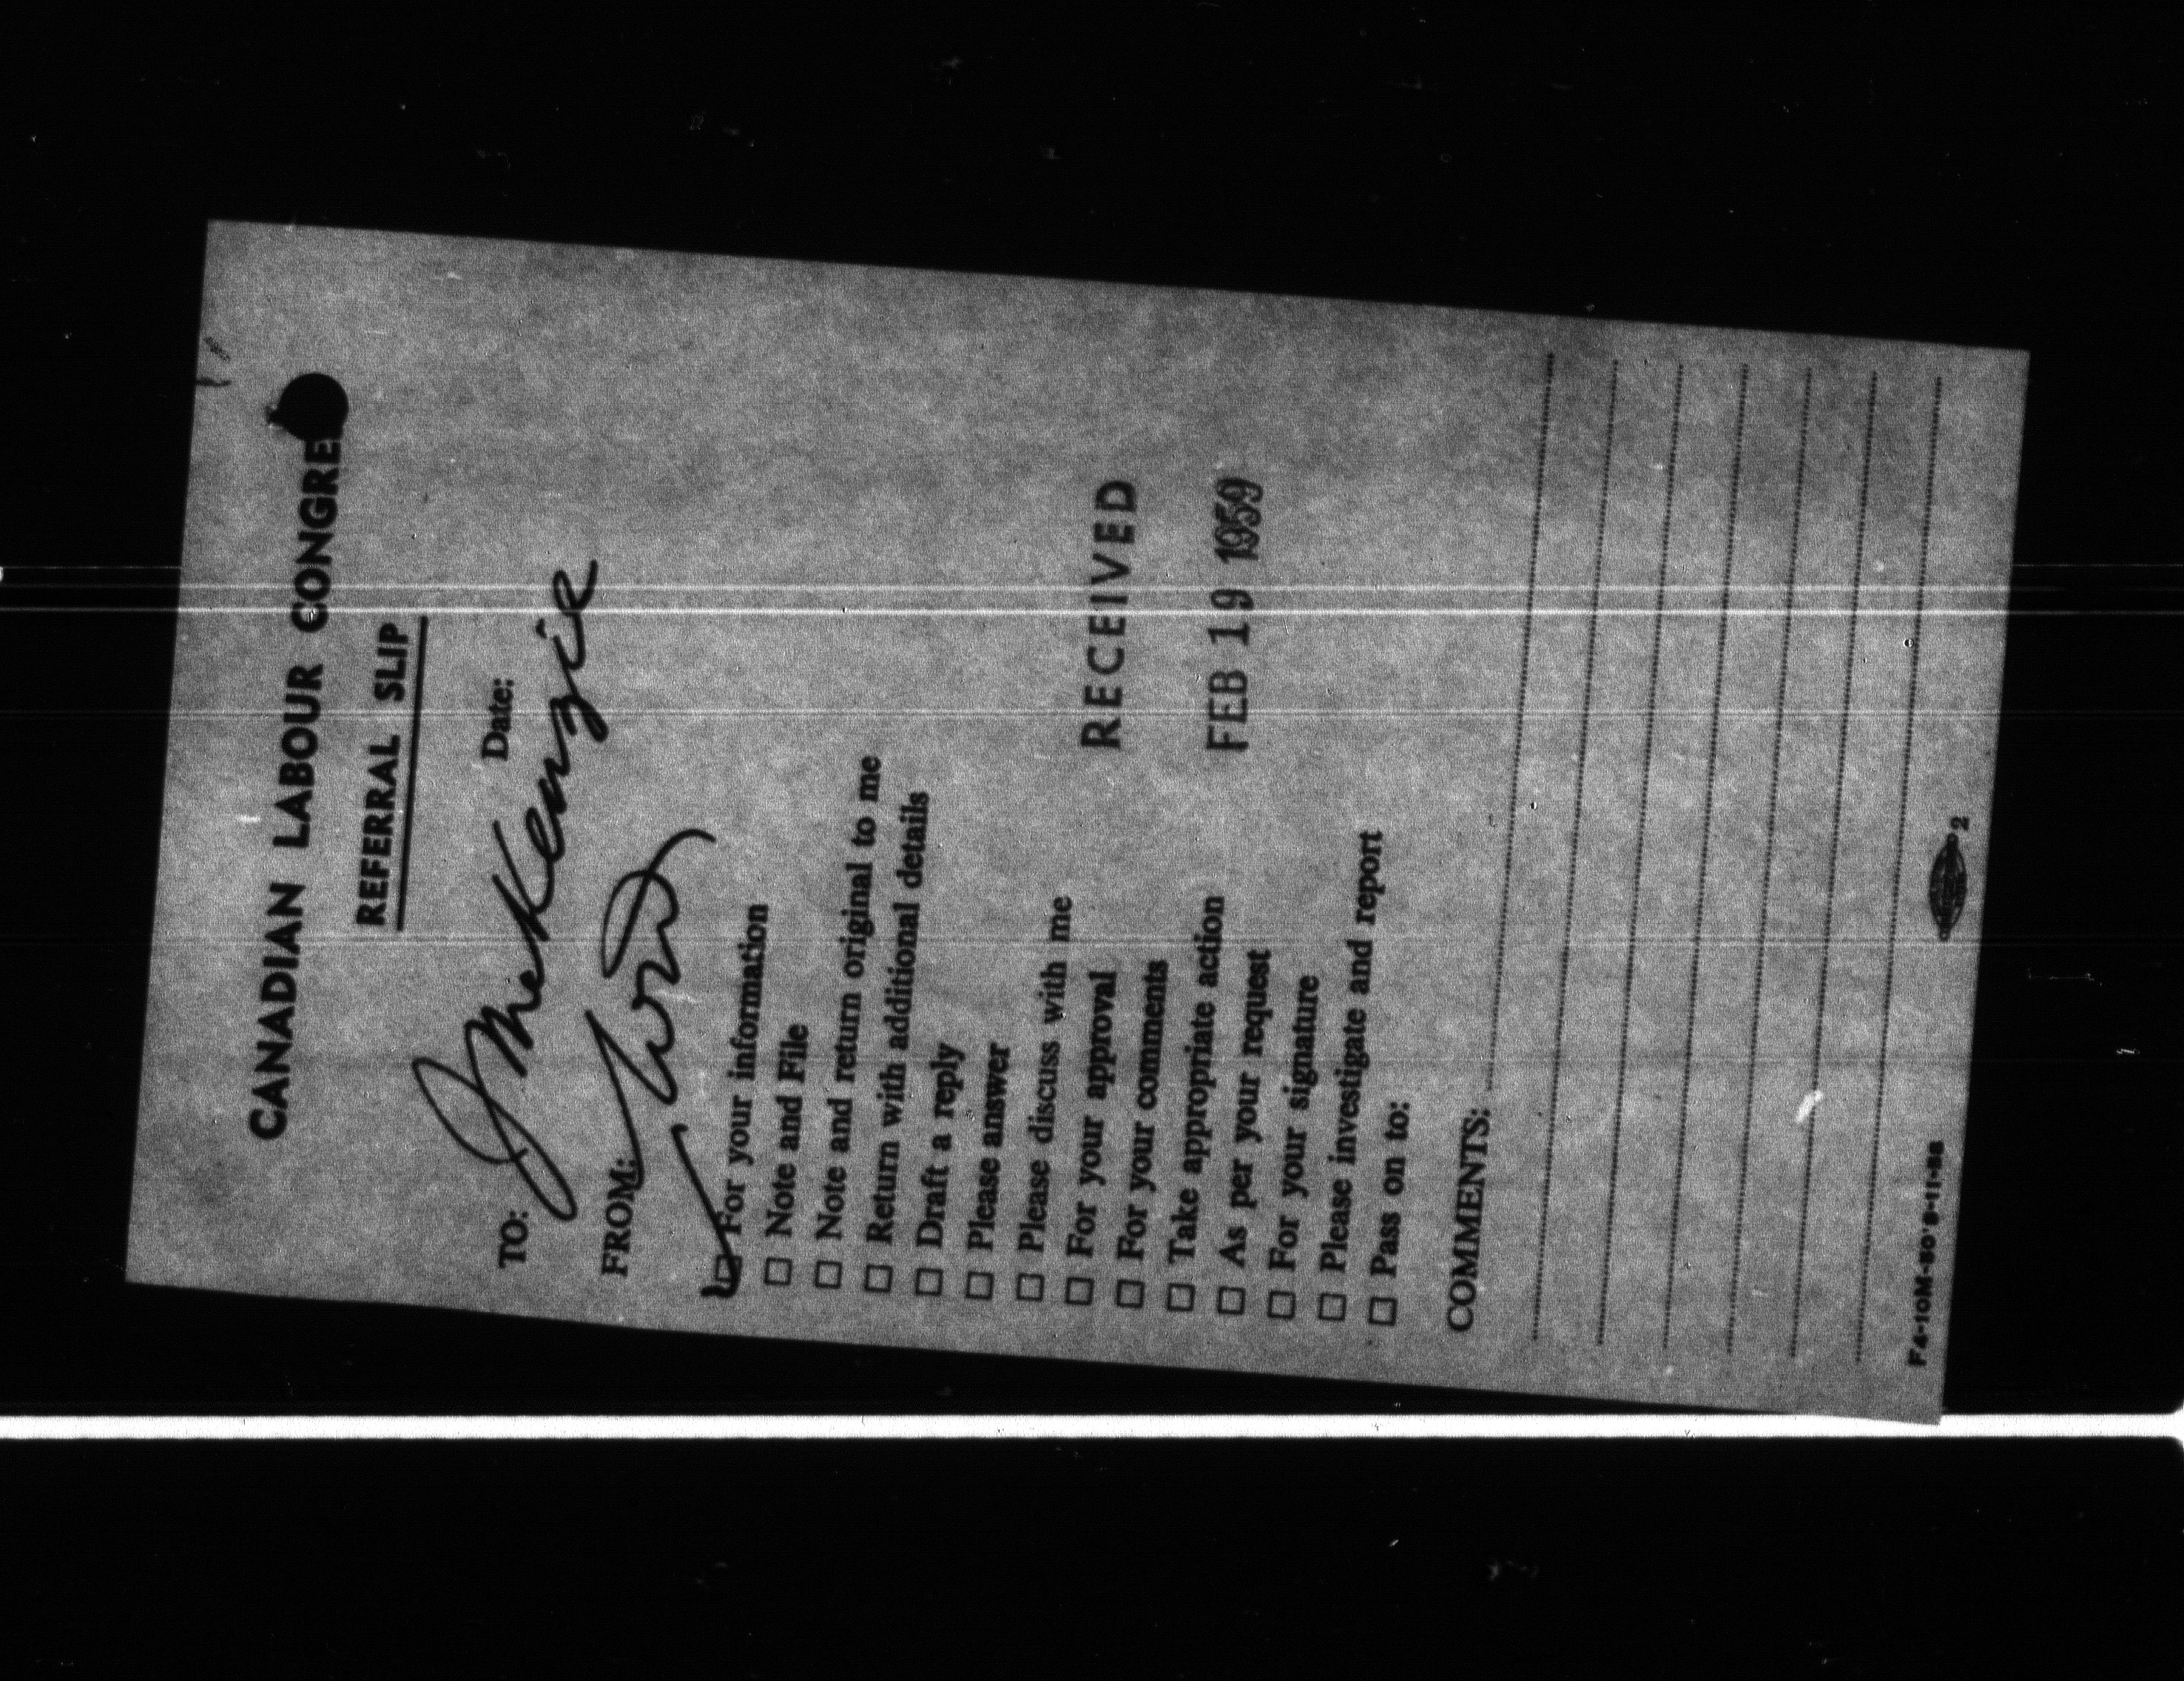 CANADIAN LABOUR CONGRE
REFERRAL SLIP
Date:
TO: J McKenzie
FROM:
For your information
Note and File
Note and return original to me
Return with additional details
Draft a reply
Please answer
Please discuss with me
For your approval
For your comments
Take appropriate action
As per your request
For your signature
Please investigate and report
Pass on to:
RECEIVED
FEB 19 1959
COMMENTS:
2